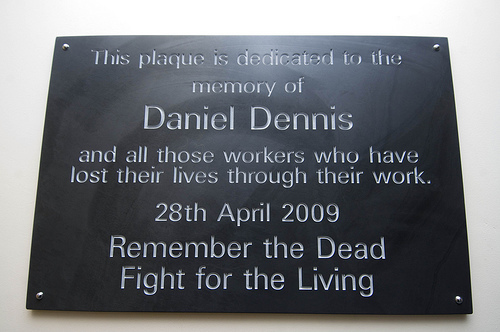 This plaque is dedicated to the
memory of
Daniel Dennis
and all those workers who have
lost their lives through their work.
28th April 2009
Remember the Dead
Fight for the Living